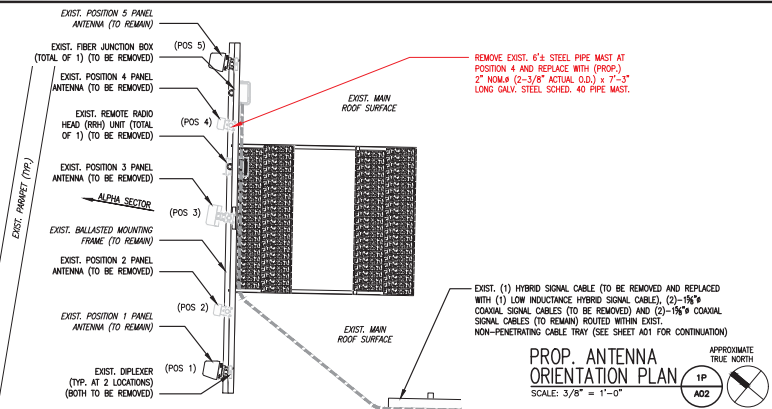 EXIST. POSITION 5 PANEL
ANTENNA (TO REMAIN)
(POS 5)
EXIST. FIBER JUNCTION BOX
(TOTAL OF 1) (TO BE REMOVED)
EXIST. POSITION 4 PANEL
ANTENNA (TO BE REMOVED)
EXIST. REMOTE RADIO
HEAD (RRH) UNIT (TOTAL
OF 1) (TO BE REMOVED)
(POS 4)
EXIST. POSITION 3 PANEL
ANTENNA (TO BE REMOVED)
ALPHA SECTOR
(POS 3)
EXIST. BALLASTED MOUNTING
FRAME (TO REMAIN)
EXIST. POSITION 2 PANEL
ANTENNA (TO BE REMOVED)
(POS 2)
EXIST. POSITION 1 PANEL
ANTENNA (TO REMAIN)
(POS 1)
EXIST. DIPLEXER
(TYP. AT 2 LOCATIONS)
(BOTH TO BE REMOVED)
EXIST. PARAPET (TYP.)
REMOVE EXIST. 6'± STEEL PIPE MAST AT
POSITION 4 AND REPLACE WITH (PROP.)
2" NOM.ø (2-3/8" ACTUAL O.D.) x 7'-3"
LONG GALV. STEEL SCHED. 40 PIPE MAST.
EXIST. MAIN
ROOF SURFACE
EXIST. MAIN
ROOF SURFACE
EXIST. (1) HYBRID SIGNAL CABLE (TO BE REMOVED AND REPLACED
WITH (1) LOW INDUCTANCE HYBRID SIGNAL CABLE), (2)-1⅝"ø
COAXIAL SIGNAL CABLES (TO BE REMOVED) AND (2)-1⅝"ø COAXIAL
SIGNAL CABLES (TO REMAIN) ROUTED WITHIN EXIST.
NON-PENETRATING CABLE TRAY (SEE SHEET A01 FOR CONTINUATION)
PROP. ANTENNA
ORIENTATION PLAN
SCALE: 3/8" = 1'-0"
1P
A02
APPROXIMATE
TRUE NORTH